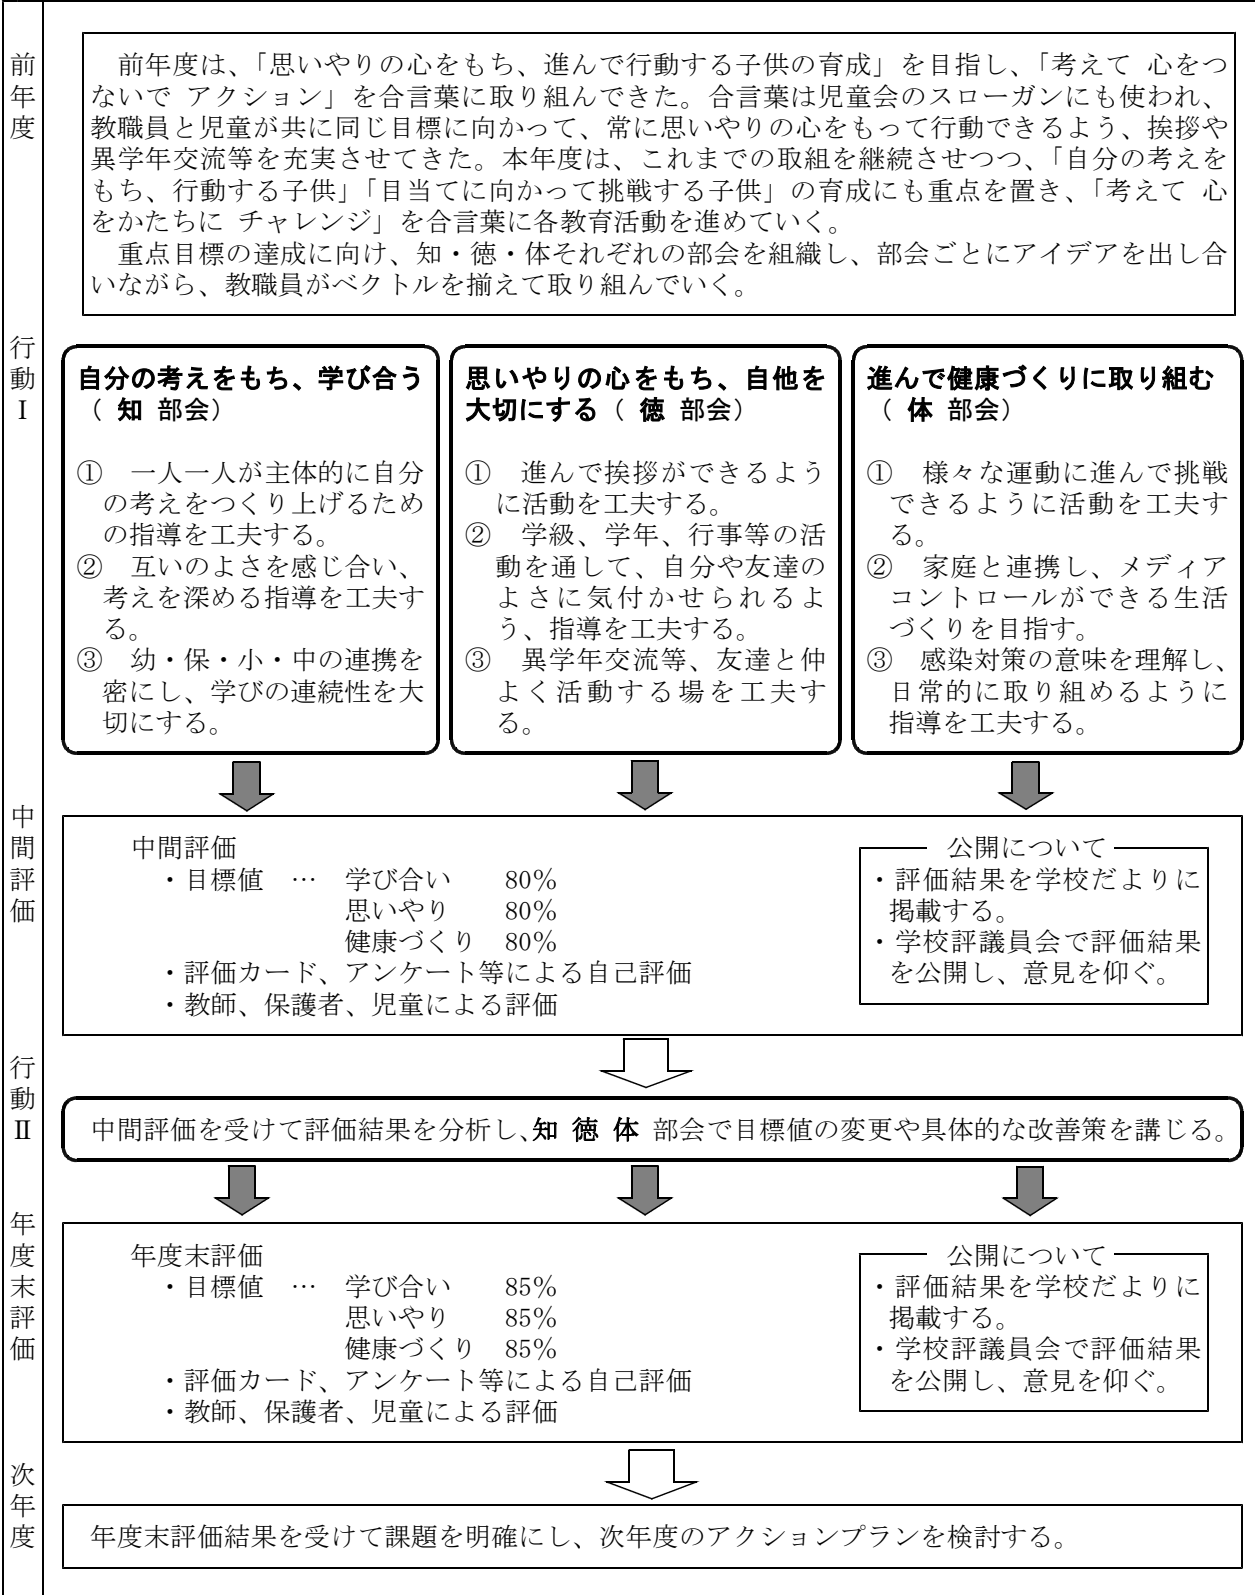 前年度
前年度は、「思いやりの心をもち、進んで行動する子供の育成」を目指し、「考えて 心をつ
ないで アクション」を合言葉に取り組んできた。合言葉は児童会のスローガンにも使われ、
教職員と児童が共に同じ目標に向かって、常に思いやりの心をもって行動できるよう、挨拶や
異学年交流等を充実させてきた。本年度は、これまでの取組を継続させつつ、「自分の考えを
もち、行動する子供」「目当てに向かって挑戦する子供」の育成にも重点を置き、「考えて 心
をかたちに チャレンジ」を合言葉に各教育活動を進めていく。
重点目標の達成に向け、知・徳・体それぞれの部会を組織し、部会ごとにアイデアを出し合
いながら、教職員がベクトルを揃えて取り組んでいく。
行動Ⅰ
自分の考えをもち、学び合う
（ 知 部会）
① 一人一人が主体的に自分
の考えをつくり上げるため
の指導を工夫する。
② 互いのよさを感じ合い、
考えを深める指導を工夫す
る。
③ 幼・保・小・中の連携を
密にし、学びの連続性を大
切にする。
思いやりの心をもち、自他を
大切にする（ 徳 部会）
① 進んで挨拶ができるよう
に活動を工夫する。
② 学級、学年、行事等の活
動を通して、自分や友達の
よさに気付かせられるよ
う、指導を工夫する。
③ 異学年交流等、友達と仲
よく活動する場を工夫す
る。
進んで健康づくりに取り組む
（ 体 部会）
① 様々な運動に進んで挑戦
できるように活動を工夫す
る。
② 家庭と連携し、メディア
コントロールができる生活
づくりを目指す。
③ 感染対策の意味を理解し、
日常的に取り組めるように
指導を工夫する。
中間評価
中間評価
・目標値 … 学び合い 80%
思いやり 80%
健康づくり 80%
・評価カード、アンケート等による自己評価
・教師、保護者、児童による評価
公開について
・評価結果を学校だよりに
掲載する。
・学校評議員会で評価結果
を公開し、意見を仰ぐ。
行動Ⅱ
中間評価を受けて評価結果を分析し、知 徳 体 部会で目標値の変更や具体的な改善策を講じる。
年度末評価
年度末評価
・目標値 … 学び合い 85%
思いやり 85%
健康づくり 85%
・評価カード、アンケート等による自己評価
・教師、保護者、児童による評価
公開について
・評価結果を学校だよりに
掲載する。
・学校評議員会で評価結果
を公開し、意見を仰ぐ。
次年度
年度末評価結果を受けて課題を明確にし、次年度のアクションプランを検討する。